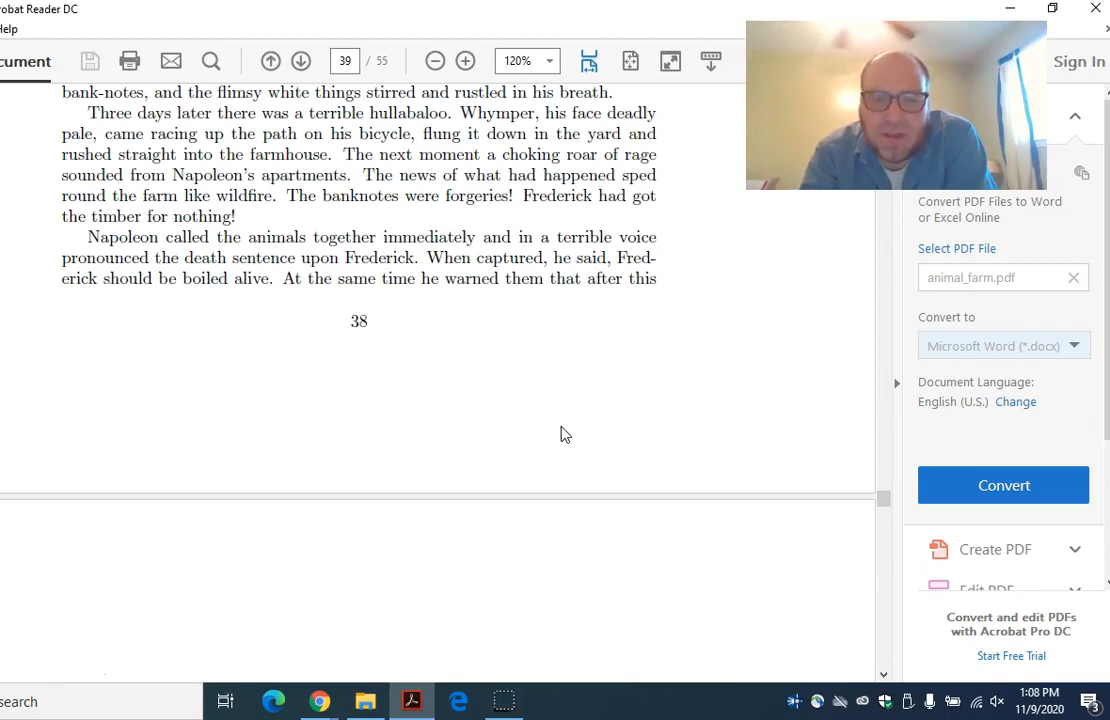 crobat Reader DC
Help
cument
39 / 55
120%
Sign In
bank-notes, and the flimsy white things stirred and rustled in his breath.
Three days later there was a terrible hullabaloo. Whymper, his face deadly
pale, came racing up the path on his bicycle, flung it down in the yard and
rushed straight into the farmhouse. The next moment a choking roar of rage
sounded from Napoleon's apartments. The news of what had happened sped
round the farm like wildfire. The banknotes were forgeries! Frederick had got
the timber for nothing!
Napoleon called the animals together immediately and in a terrible voice
pronounced the death sentence upon Frederick. When captured, he said, Fred-
erick should be boiled alive. At the same time he warned them that after this
38
Convert PDF Files to Word
or Excel Online
Select PDF File
animal_farm.pdf
Convert to
Microsoft Word (*.docx)
Document Language:
English (U.S.) Change
Convert
Create PDF
Edit PDF
Convert and edit PDFs
with Acrobat Pro DC
Start Free Trial
search
1:08 PM
11/9/2020
3